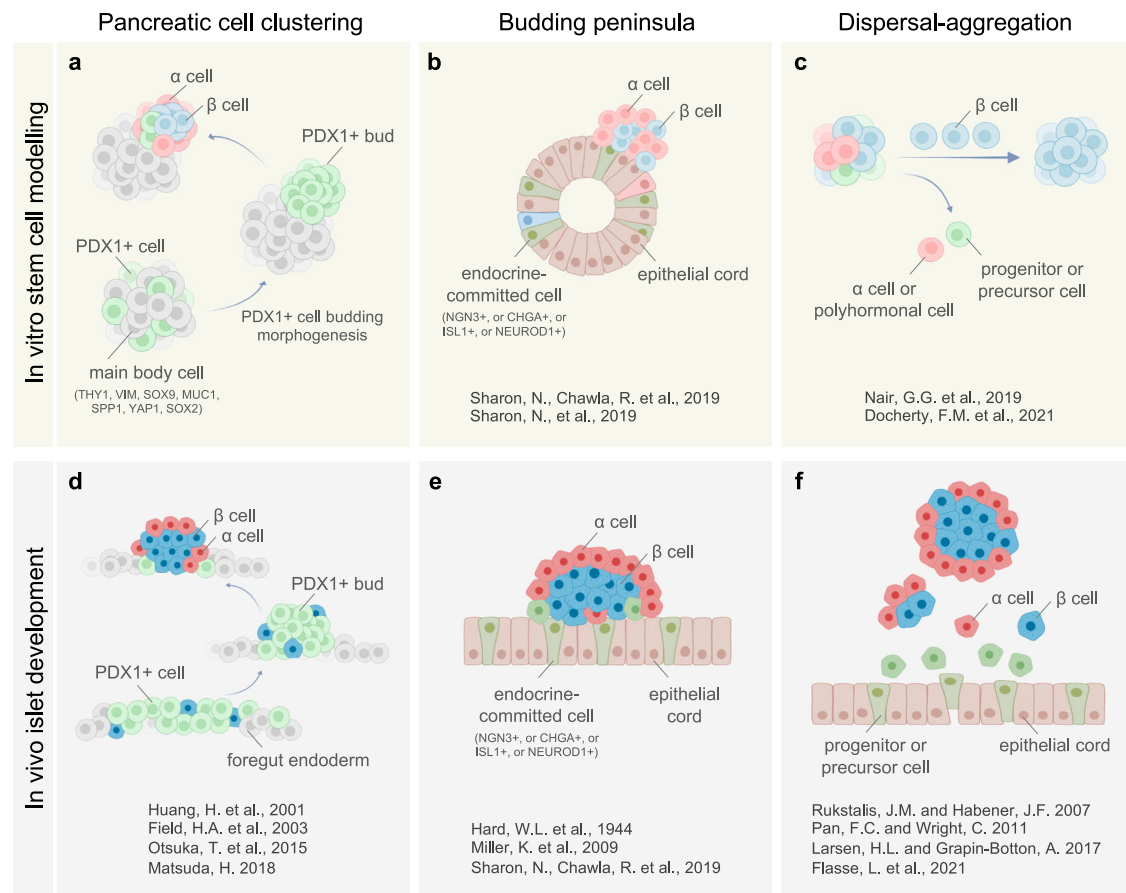 Pancreatic cell clustering
Budding peninsula
Dispersal-aggregation
In vitro stem cell modelling
a
α cell
β cell
PDX1+ bud
PDX1+ cell
PDX1+ cell budding
morphogenesis
main body cell
(THY1, VIM, SOX9, MUC1,
SPP1, YAP1, SOX2)
b
α cell
β cell
endocrine-
committed cell
(NGN3+, or CHGA+, or
ISL1+, or NEUROD1+)
epithelial cord
Sharon, N., Chawla, R. et al., 2019
Sharon, N., et al., 2019
c
β cell
α cell or
polyhormonal cell
progenitor or
precursor cell
Nair, G.G. et al., 2019
Docherty, F.M. et al., 2021
In vivo islet development
d
β cell
α cell
PDX1+ bud
PDX1+ cell
foregut endoderm
Huang, H. et al., 2001
Field, H.A. et al., 2003
Otsuka, T. et al., 2015
Matsuda, H. 2018
e
α cell
β cell
endocrine-
committed cell
(NGN3+, or CHGA+, or
ISL1+, or NEUROD1+)
epithelial
cord
Hard, W.L. et al., 1944
Miller, K. et al., 2009
Sharon, N., Chawla, R. et al., 2019
f
α cell
β cell
progenitor or
precursor cell
epithelial cord
Rukstalis, J.M. and Habener, J.F. 2007
Pan, F.C. and Wright, C. 2011
Larsen, H.L. and Grapin-Botton, A. 2017
Flasse, L. et al., 2021